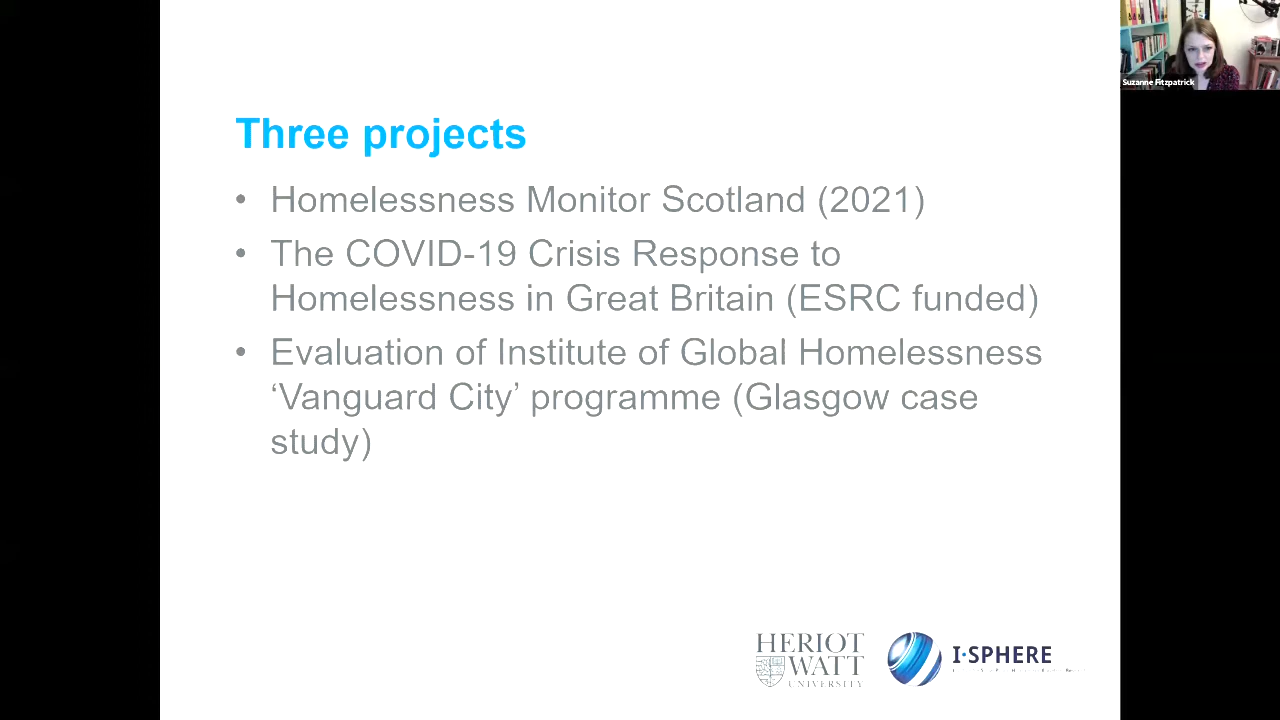 Suzanne Fitzpatrick
Three projects
• Homelessness Monitor Scotland (2021)
• The COVID-19 Crisis Response to
Homelessness in Great Britain (ESRC funded)
• Evaluation of Institute of Global Homelessness
‘Vanguard City’ programme (Glasgow case
study)
HERIOT
WATT
UNIVERSITY
I·SPHERE